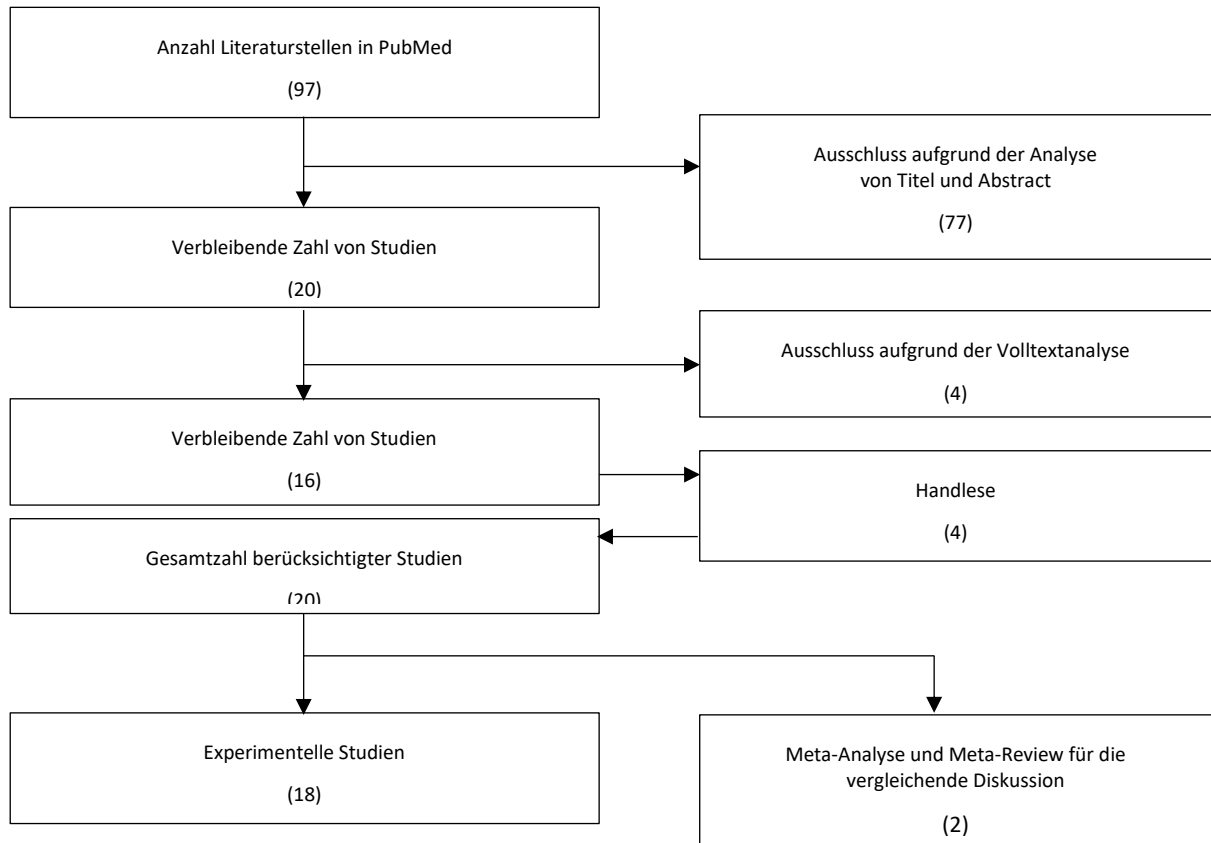 Anzahl Literaturstellen in PubMed
(97)
Ausschluss aufgrund der Analyse
von Titel und Abstract
(77)
Verbleibende Zahl von Studien
(20)
Ausschluss aufgrund der Volltextanalyse
(4)
Verbleibende Zahl von Studien
(16)
Handlese
(4)
Gesamtzahl berücksichtigter Studien
(20)
Experimentelle Studien
(18)
Meta-Analyse und Meta-Review für die
vergleichende Diskussion
(2)